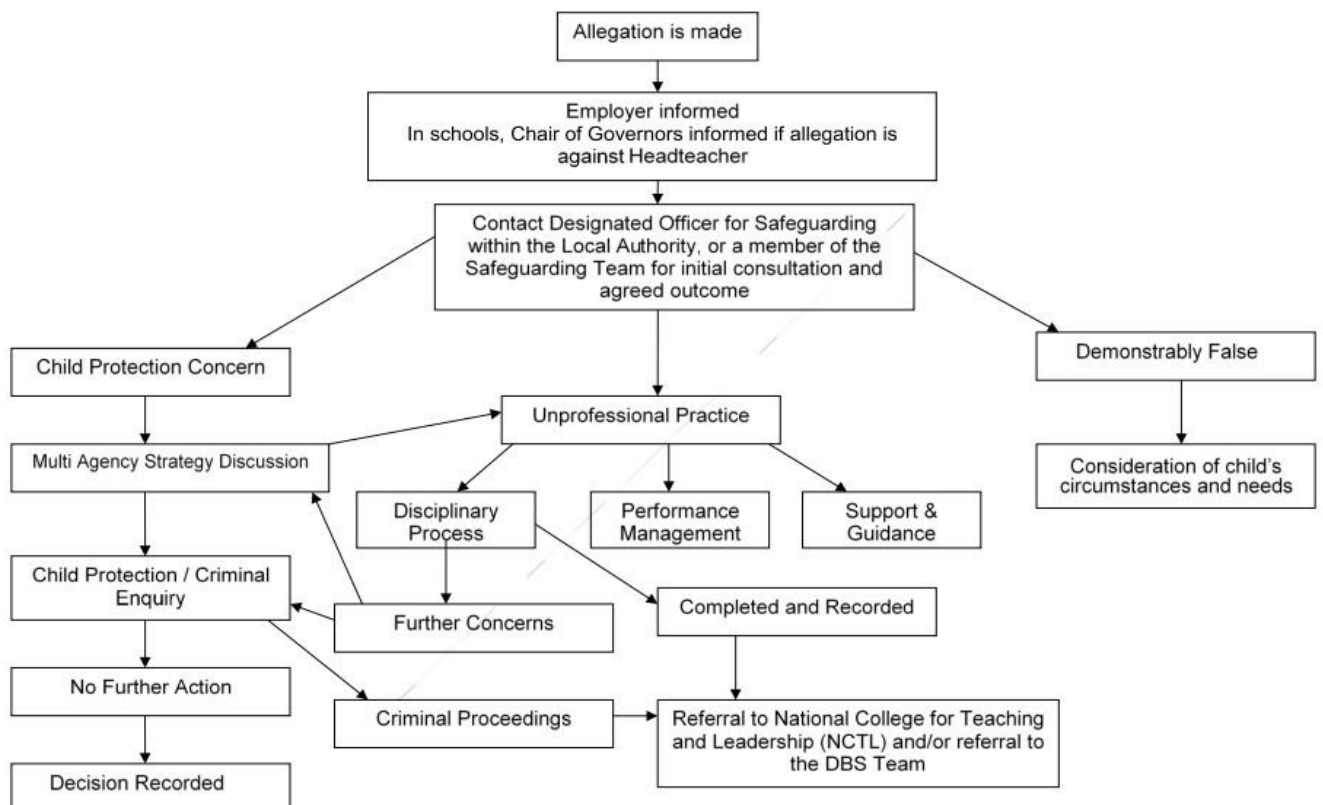 Allegation is made
Employer informed
In schools, Chair of Governors informed if allegation is
against Headteacher
Contact Designated Officer for Safeguarding
within the Local Authority, or a member of the
Safeguarding Team for initial consultation and
agreed outcome
Child Protection Concern
Demonstrably False
Unprofessional Practice
Multi Agency Strategy Discussion
Consideration of child's
circumstances and needs
Disciplinary
Process
Performance
Management
Support &
Guidance
Child Protection / Criminal
Enquiry
Further Concerns
Completed and Recorded
No Further Action
Criminal Proceedings
Referral to National College for Teaching
and Leadership (NCTL) and/or referral to
the DBS Team
Decision Recorded